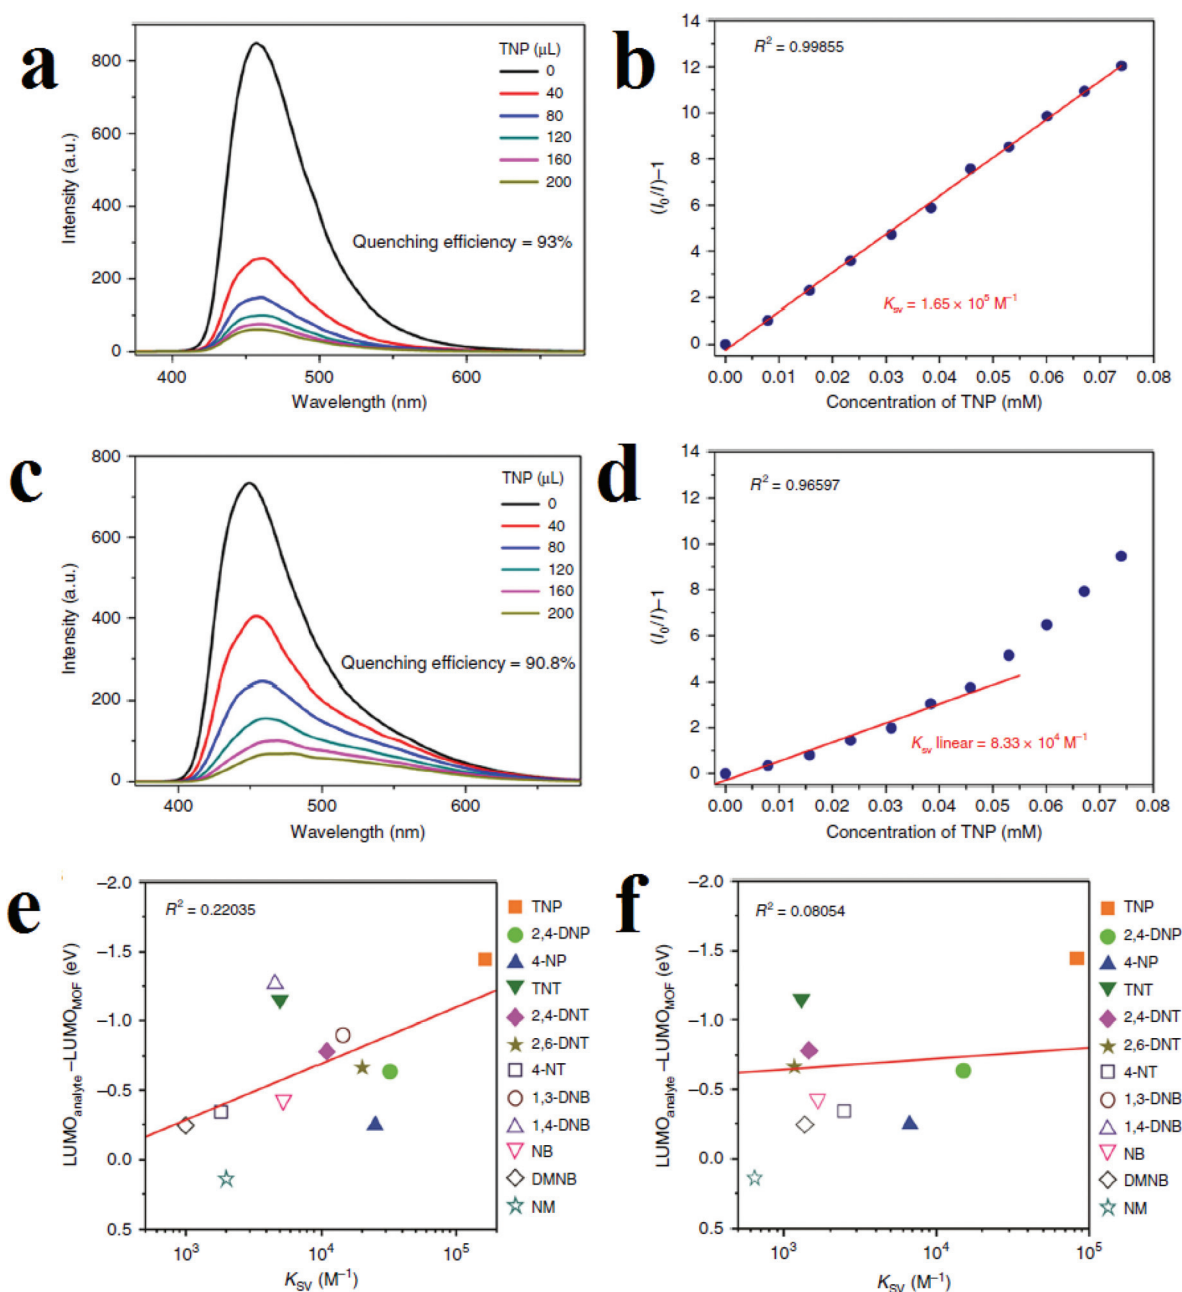 a
TNP (μL)
0
40
80
120
160
200
Quenching efficiency = 93%
Intensity (a.u.)
800
600
400
200
0
400
500
600
Wavelength (nm)
b
R² = 0.99855
Ksv = 1.65 × 10⁵ M⁻¹
(I₀/I)–1
14
12
10
8
6
4
2
0
0.00 0.01 0.02 0.03 0.04 0.05 0.06 0.07 0.08
Concentration of TNP (mM)
c
TNP (μL)
0
40
80
120
160
200
Quenching efficiency = 90.8%
Intensity (a.u.)
800
600
400
200
0
400
500
600
Wavelength (nm)
d
R² = 0.96597
Ksv linear = 8.33 × 10⁴ M⁻¹
(I₀/I)–1
14
12
10
8
6
4
2
0
0.00 0.01 0.02 0.03 0.04 0.05 0.06 0.07 0.08
Concentration of TNP (mM)
e
R² = 0.22035
LUMOanalyte –LUMOMOF (eV)
–2.0
–1.5
–1.0
–0.5
0.0
0.5
10³
10⁴
10⁵
KSV (M⁻¹)
TNP
2,4-DNP
4-NP
TNT
2,4-DNT
2,6-DNT
4-NT
1,3-DNB
1,4-DNB
NB
DMNB
NM
f
R² = 0.08054
LUMOanalyte –LUMOMOF (eV)
–2.0
–1.5
–1.0
–0.5
0.0
0.5
10³
10⁴
10⁵
KSV (M⁻¹)
TNP
2,4-DNP
4-NP
TNT
2,4-DNT
2,6-DNT
4-NT
1,3-DNB
1,4-DNB
NB
DMNB
NM